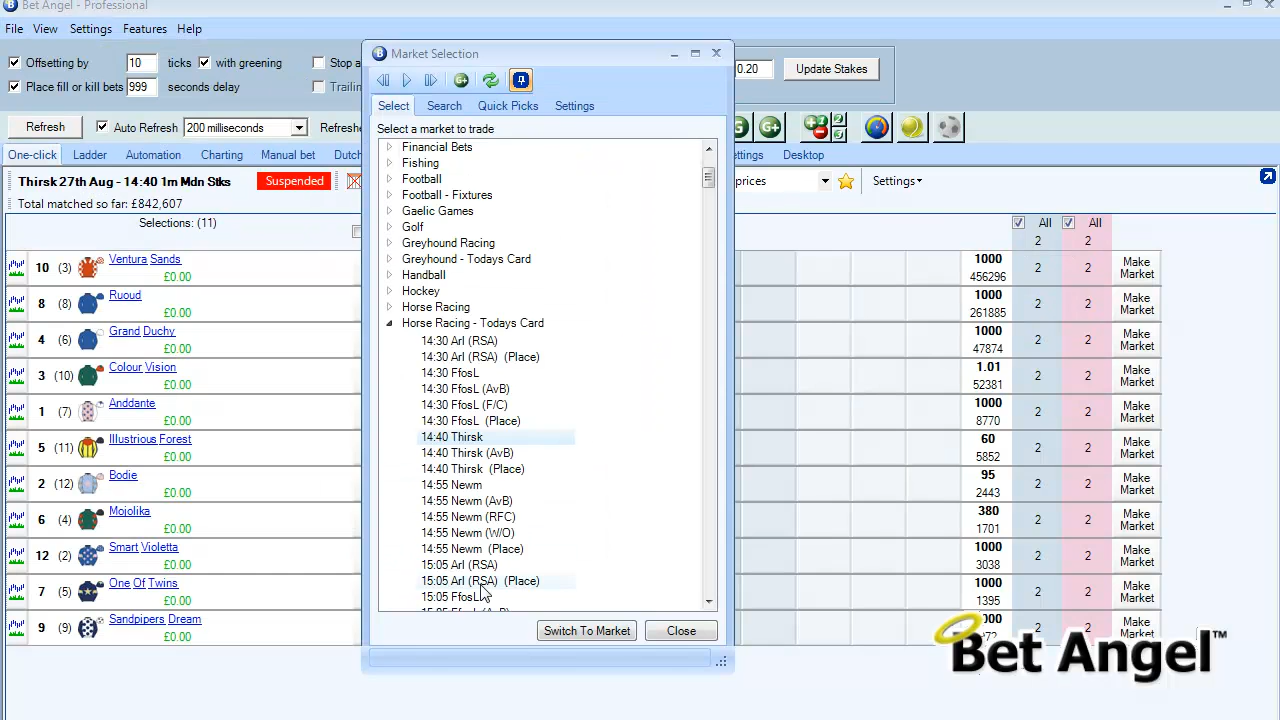 Bet Angel - Professional
File View Settings Features Help
Offsetting by 10 ticks with greening Stop a
Place fill or kill bets 999 seconds delay Trailin
0.20 Update Stakes
Refresh Auto Refresh 200 milliseconds Refreshe
One-click Ladder Automation Charting Manual bet Dutch
ettings Desktop
Thirsk 27th Aug - 14:40 1m Mdn Stks Suspended
prices Settings
Total matched so far: £842,607
Selections: (11)
All All
2 2
10 (3) Ventura Sands £0.00 1000 456296 2 2 Make Market
8 (8) Ruoud £0.00 1000 261885 2 2 Make Market
4 (6) Grand Duchy £0.00 1000 47874 2 2 Make Market
3 (10) Colour Vision £0.00 1.01 52381 2 2 Make Market
1 (7) Anddante £0.00 1000 8770 2 2 Make Market
5 (11) Illustrious Forest £0.00 60 5852 2 2 Make Market
2 (12) Bodie £0.00 95 2443 2 2 Make Market
6 (4) Mojolika £0.00 380 1701 2 2 Make Market
12 (2) Smart Violetta £0.00 1000 3038 2 2 Make Market
7 (5) One Of Twins £0.00 1000 1395 2 2 Make Market
9 (9) Sandpipers Dream £0.00 2 2 Make Market
Market Selection
Select Search Quick Picks Settings
Select a market to trade
Financial Bets
Fishing
Football
Football - Fixtures
Gaelic Games
Golf
Greyhound Racing
Greyhound - Todays Card
Handball
Hockey
Horse Racing
Horse Racing - Todays Card
14:30 Arl (RSA)
14:30 Arl (RSA) (Place)
14:30 FfosL
14:30 FfosL (AvB)
14:30 FfosL (F/C)
14:30 FfosL (Place)
14:40 Thirsk
14:40 Thirsk (AvB)
14:40 Thirsk (Place)
14:55 Newm
14:55 Newm (AvB)
14:55 Newm (RFC)
14:55 Newm (W/O)
14:55 Newm (Place)
15:05 Arl (RSA)
15:05 Arl (RSA) (Place)
15:05 FfosL
Switch To Market Close
Bet Angel™